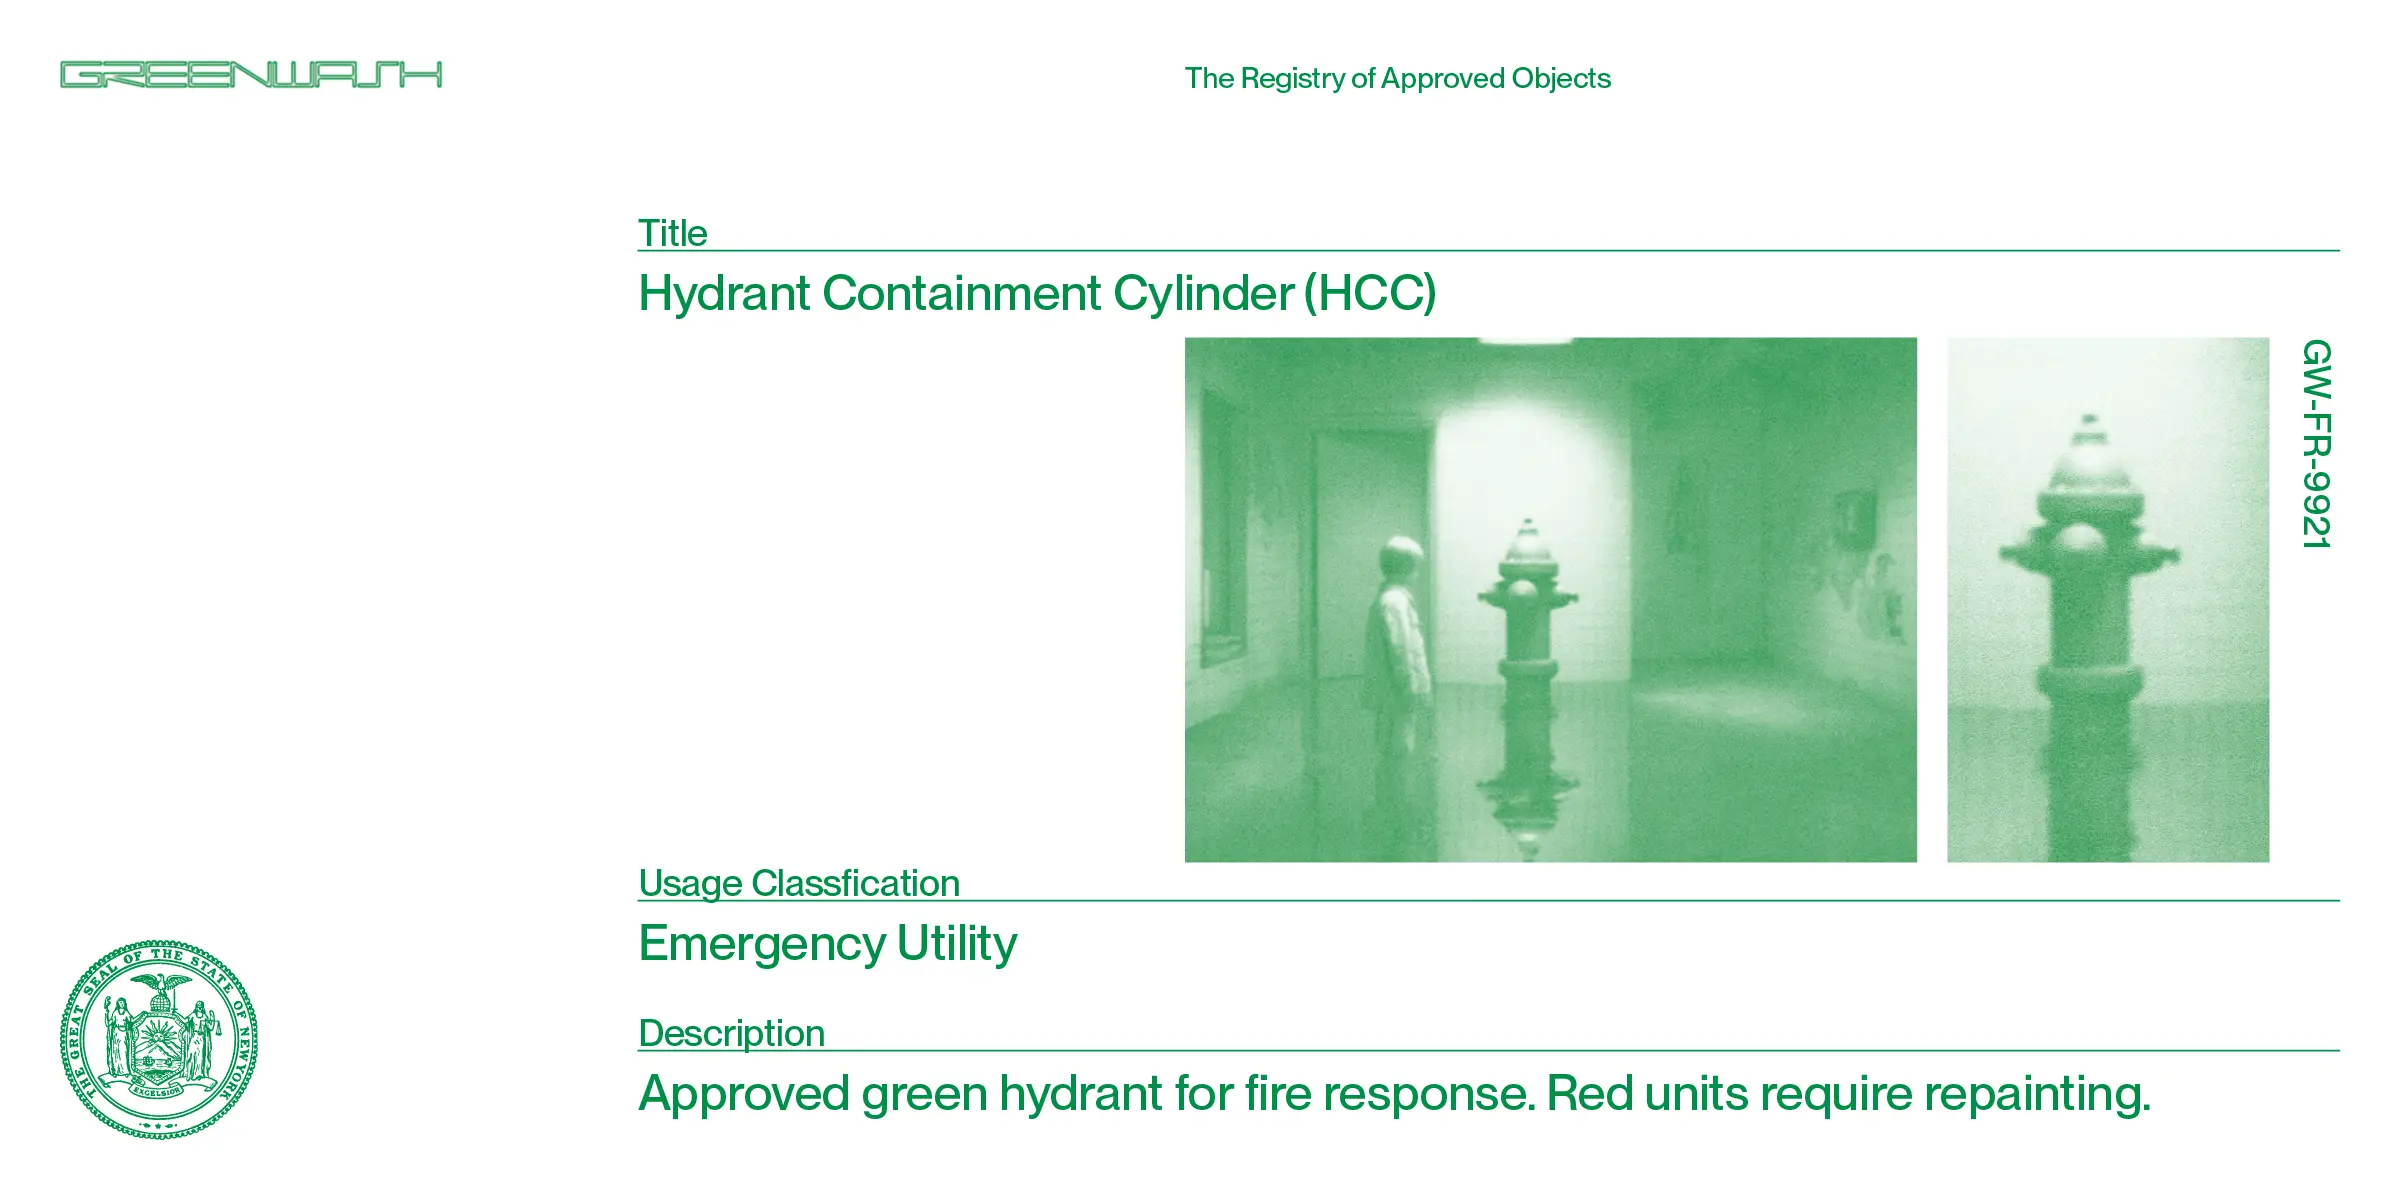 GREENWASH
The Registry of Approved Objects
Title
Hydrant Containment Cylinder (HCC)
GW-FR-9921
Usage Classfication
Emergency Utility
Description
Approved green hydrant for fire response. Red units require repainting.
THE GREAT SEAL OF THE STATE OF NEW YORK
EXCELSIOR